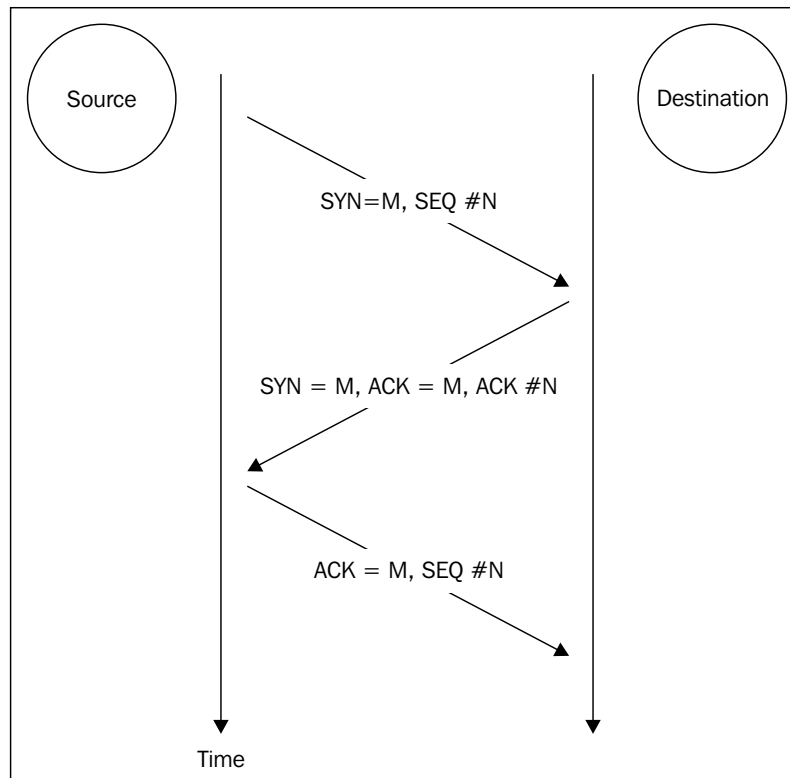 Source
Destination
SYN=M, SEQ #N
SYN = M, ACK = M, ACK #N
ACK = M, SEQ #N
Time